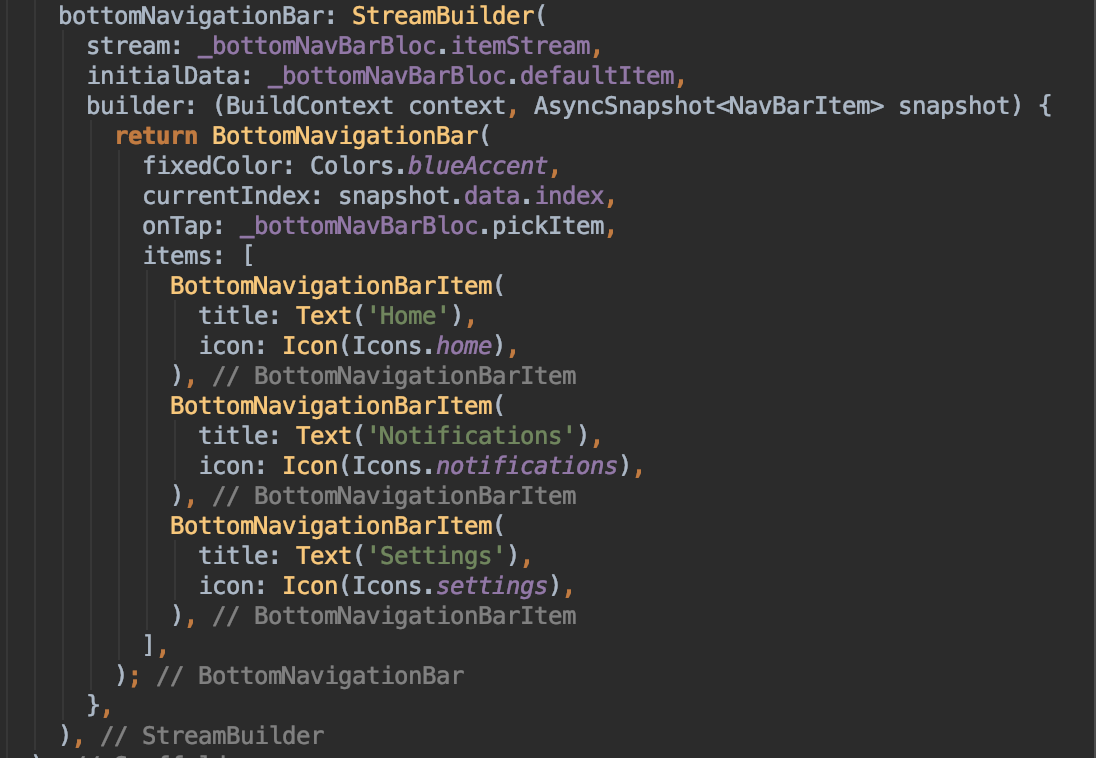 bottomNavigationBar: StreamBuilder(
  stream: _bottomNavBarBloc.itemStream,
  initialData: _bottomNavBarBloc.defaultItem,
  builder: (BuildContext context, AsyncSnapshot<NavBarItem> snapshot) {
    return BottomNavigationBar(
      fixedColor: Colors.blueAccent,
      currentIndex: snapshot.data.index,
      onTap: _bottomNavBarBloc.pickItem,
      items: [
        BottomNavigationBarItem(
          title: Text('Home'),
          icon: Icon(Icons.home),
        ), // BottomNavigationBarItem
        BottomNavigationBarItem(
          title: Text('Notifications'),
          icon: Icon(Icons.notifications),
        ), // BottomNavigationBarItem
        BottomNavigationBarItem(
          title: Text('Settings'),
          icon: Icon(Icons.settings),
        ), // BottomNavigationBarItem
      ],
    ); // BottomNavigationBar
  },
), // StreamBuilder